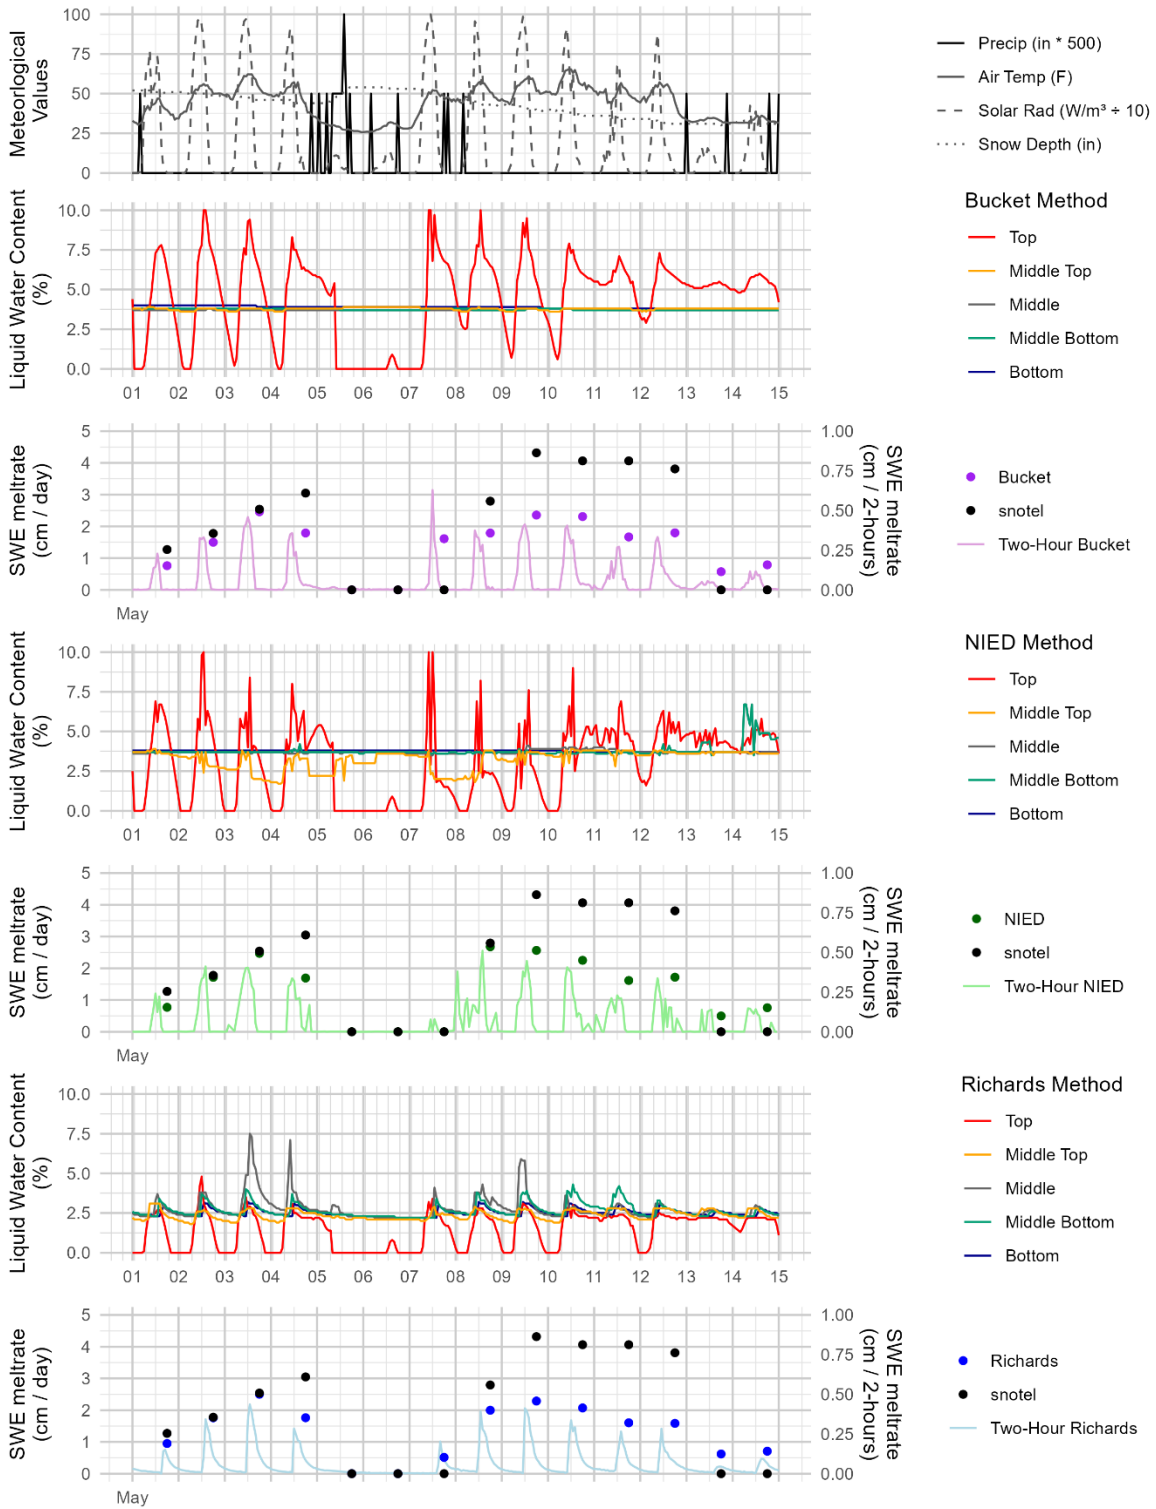 Meteorlogical
Values
100
75
50
25
0
Precip (in * 500)
Air Temp (F)
Solar Rad (W/m³ ÷ 10)
Snow Depth (in)
Liquid Water Content
(%)
10.0
7.5
5.0
2.5
0.0
01 02 03 04 05 06 07 08 09 10 11 12 13 14 15
Bucket Method
Top
Middle Top
Middle
Middle Bottom
Bottom
SWE meltrate
(cm / day)
5
4
3
2
1
0
May
1.00
0.75
0.50
0.25
0.00
SWE meltrate
(cm / 2-hours)
Bucket
snotel
Two-Hour Bucket
Liquid Water Content
(%)
10.0
7.5
5.0
2.5
0.0
01 02 03 04 05 06 07 08 09 10 11 12 13 14 15
NIED Method
Top
Middle Top
Middle
Middle Bottom
Bottom
SWE meltrate
(cm / day)
5
4
3
2
1
0
May
1.00
0.75
0.50
0.25
0.00
SWE meltrate
(cm / 2-hours)
NIED
snotel
Two-Hour NIED
Liquid Water Content
(%)
10.0
7.5
5.0
2.5
0.0
01 02 03 04 05 06 07 08 09 10 11 12 13 14 15
Richards Method
Top
Middle Top
Middle
Middle Bottom
Bottom
SWE meltrate
(cm / day)
5
4
3
2
1
0
May
1.00
0.75
0.50
0.25
0.00
SWE meltrate
(cm / 2-hours)
Richards
snotel
Two-Hour Richards